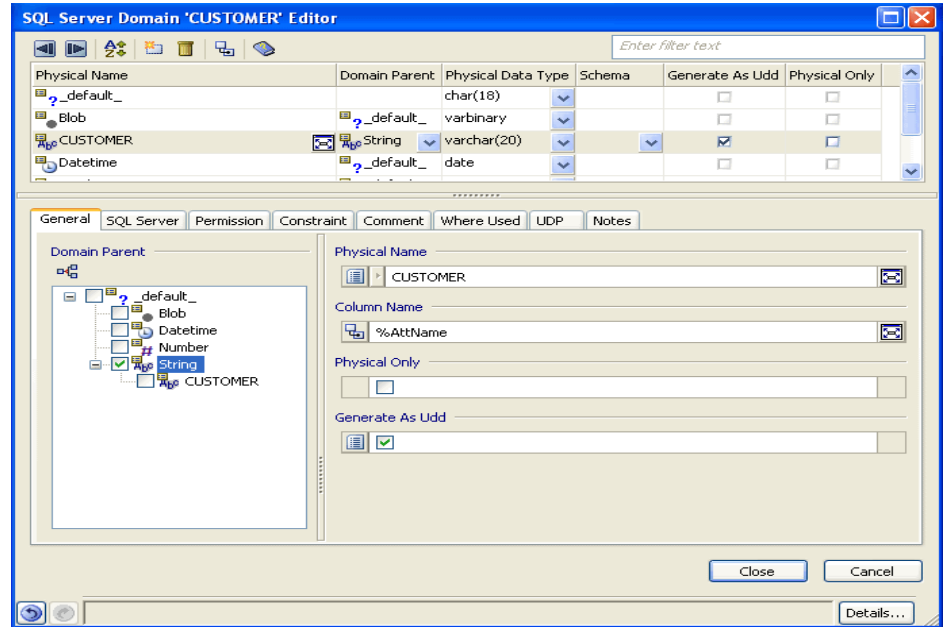 SQL Server Domain 'CUSTOMER' Editor
Enter filter text
Physical Name Domain Parent Physical Data Type Schema Generate As Udd Physical Only
_default_ char(18)
Blob _default_ varbinary
CUSTOMER String varchar(20)
Datetime _default_ date
General SQL Server Permission Constraint Comment Where Used UDP Notes
Domain Parent
_default_
Blob
Datetime
Number
String
CUSTOMER
Physical Name
CUSTOMER
Column Name
%AttName
Physical Only
Generate As Udd
Close Cancel
Details...